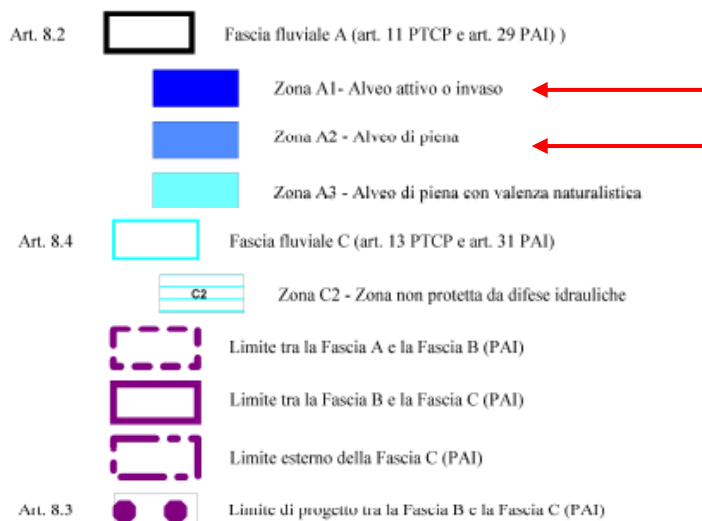 Art. 8.2 Fascia fluviale A (art. 11 PTCP e art. 29 PAI) )
Zona A1- Alveo attivo o invaso
Zona A2 - Alveo di piena
Zona A3 - Alveo di piena con valenza naturalistica
Art. 8.4 Fascia fluviale C (art. 13 PTCP e art. 31 PAI)
C2 Zona C2 - Zona non protetta da difese idrauliche
Limite tra la Fascia A e la Fascia B (PAI)
Limite tra la Fascia B e la Fascia C (PAI)
Limite esterno della Fascia C (PAI)
Art. 8.3 Limite di progetto tra la Fascia B e la Fascia C (PAI)